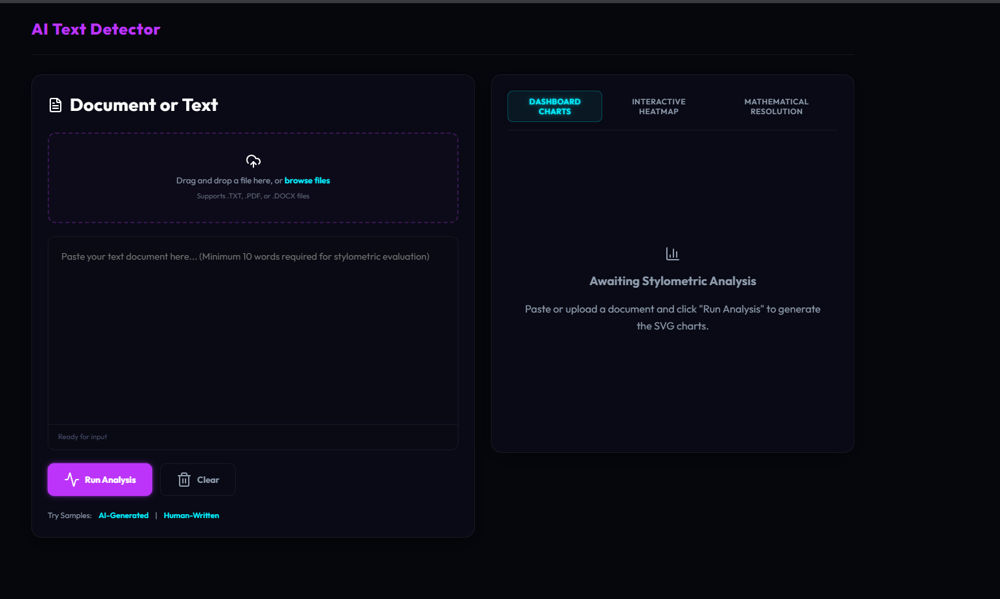 AI Text Detector
Document or Text
Drag and drop a file here, or browse files
Supports .TXT, .PDF, or .DOCX files
Paste your text document here... (Minimum 10 words required for stylometric evaluation)
Ready for input
Run Analysis
Clear
Try Samples: AI-Generated | Human-Written
DASHBOARD
CHARTS
INTERACTIVE
HEATMAP
MATHEMATICAL
RESOLUTION
Awaiting Stylometric Analysis
Paste or upload a document and click "Run Analysis" to generate
the SVG charts.